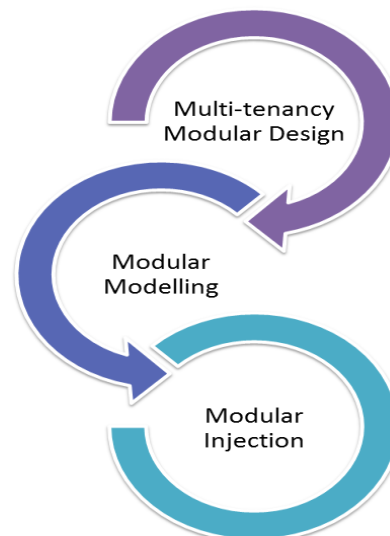 Multi-tenancy
Modular Design
Modular
Modelling
Modular
Injection